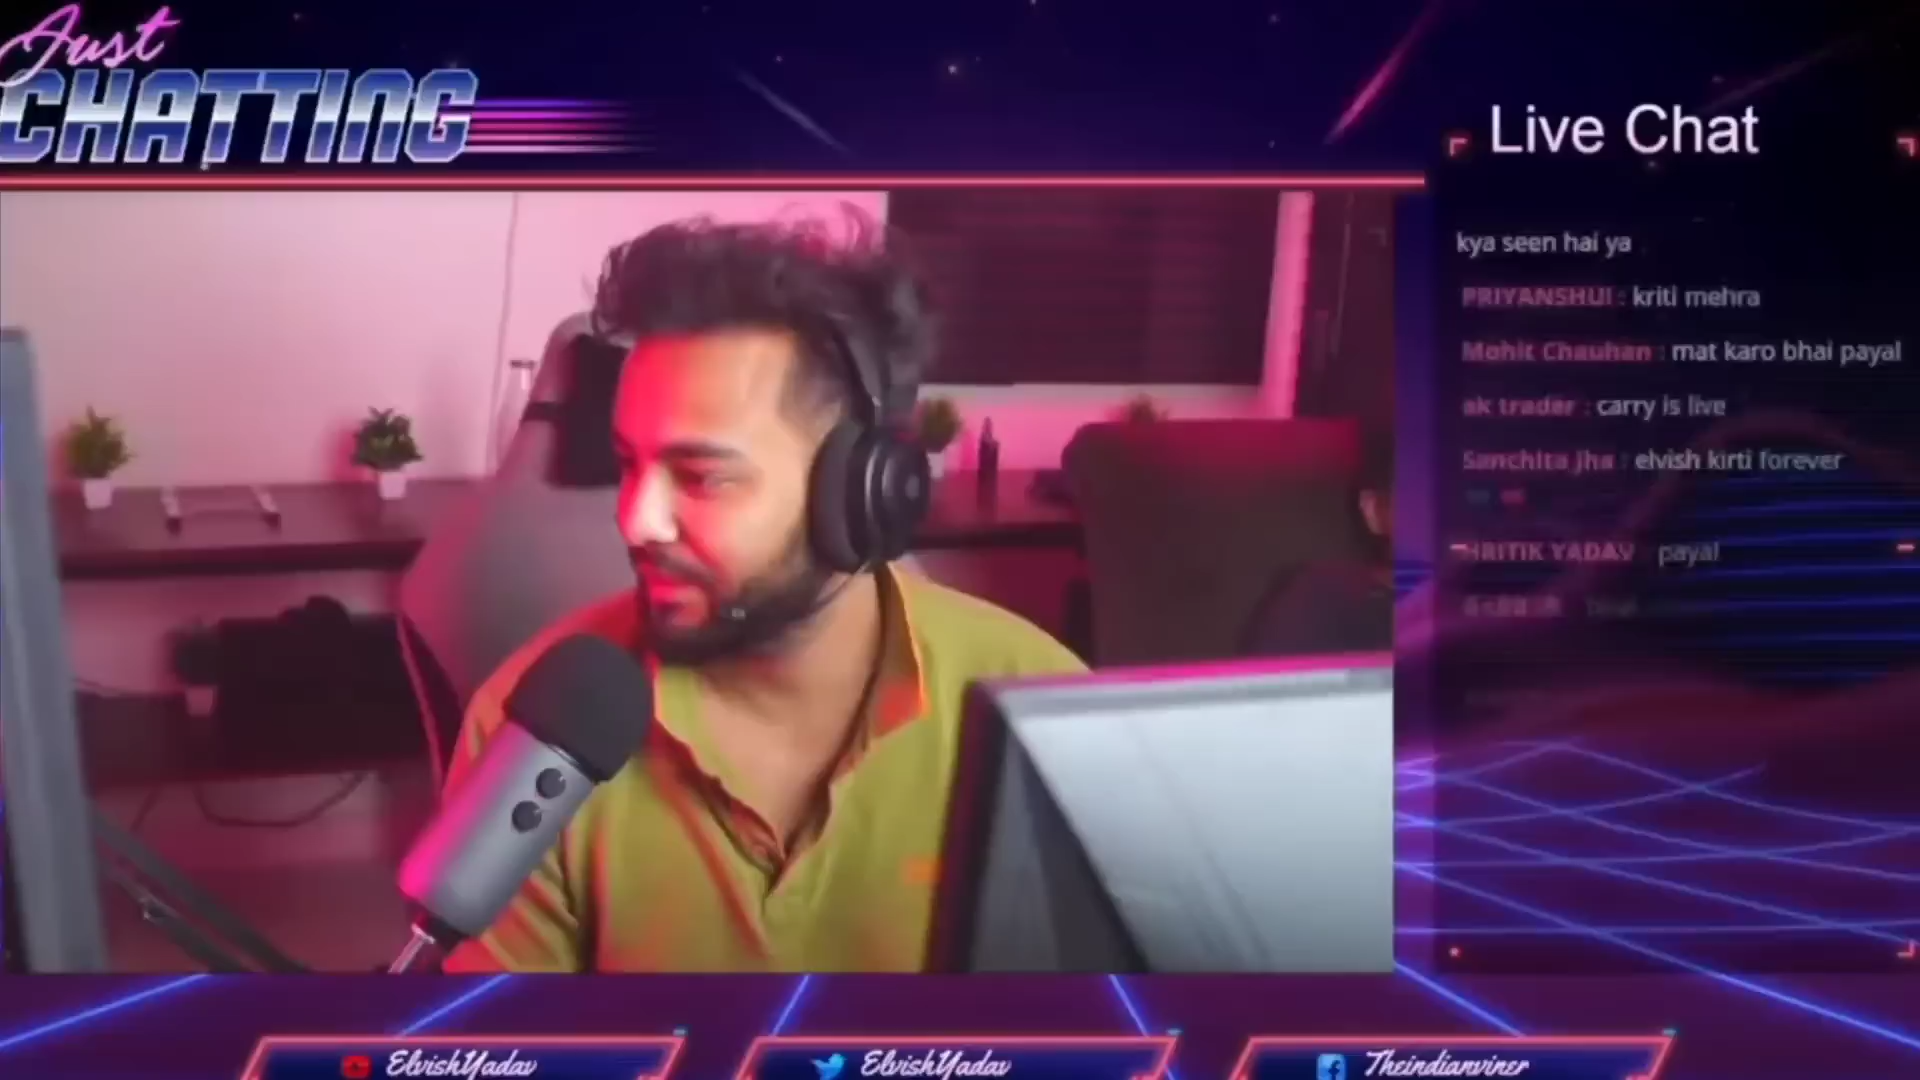 Just
CHATTING
Live Chat
kya seen hai ya
PRIYANSHUI : kriti mehra
Mohit Chauhan : mat karo bhai payal
ak trader : carry is live
Sanchita Jha : elvish kirti forever
HRITIK YADAV payal
ElvishYadav
ElvishYadav
Theindianviner